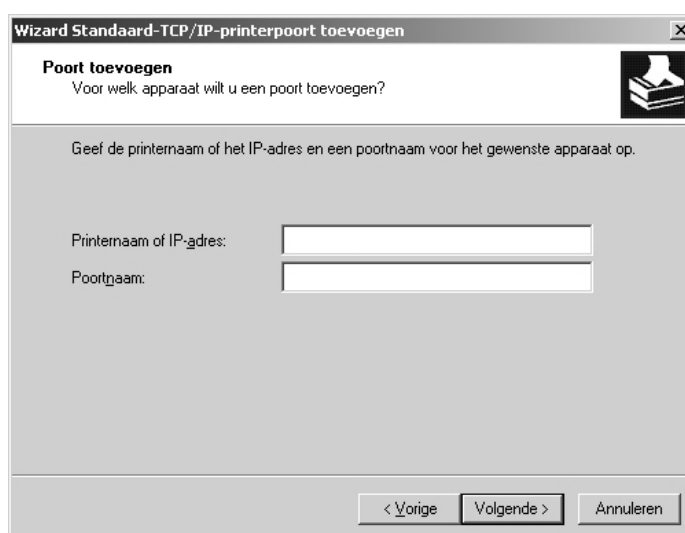 Wizard Standaard-TCP/IP-printerpoort toevoegen
Poort toevoegen
Voor welk apparaat wilt u een poort toevoegen?
Geef de printernaam of het IP-adres en een poortnaam voor het gewenste apparaat op.
Printernaam of IP-adres:
Poortnaam:
< Vorige
Volgende >
Annuleren